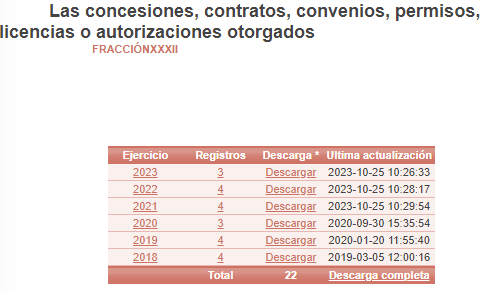 Las concesiones, contratos, convenios, permisos,
licencias o autorizaciones otorgados
FRACCIÓNXXXII
Ejercicio Registros Descarga * Ultima actualización
2023 3 Descargar 2023-10-25 10:26:33
2022 4 Descargar 2023-10-25 10:28:17
2021 4 Descargar 2023-10-25 10:29:54
2020 3 Descargar 2020-09-30 15:35:54
2019 4 Descargar 2020-01-20 11:55:40
2018 4 Descargar 2019-03-05 12:00:16
Total 22 Descarga completa